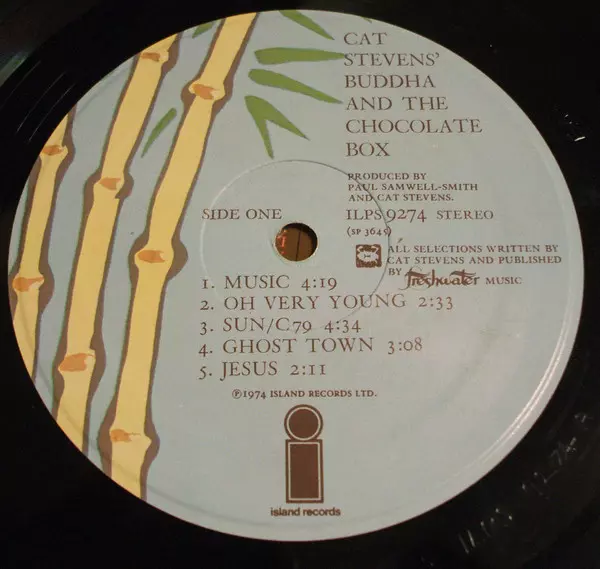 CAT
STEVENS'
BUDDHA
AND THE
CHOCOLATE
BOX
PRODUCED BY
PAUL SAMWELL-SMITH
AND CAT STEVENS.
SIDE ONE
ILPS 9274 STEREO
(SP 3645)
ALL SELECTIONS WRITTEN BY
CAT STEVENS AND PUBLISHED
BY Freshwater MUSIC
1. MUSIC 4:19
2. OH VERY YOUNG 2:33
3. SUN/C79 4:34
4. GHOST TOWN 3:08
5. JESUS 2:11
℗1974 ISLAND RECORDS LTD.
island records